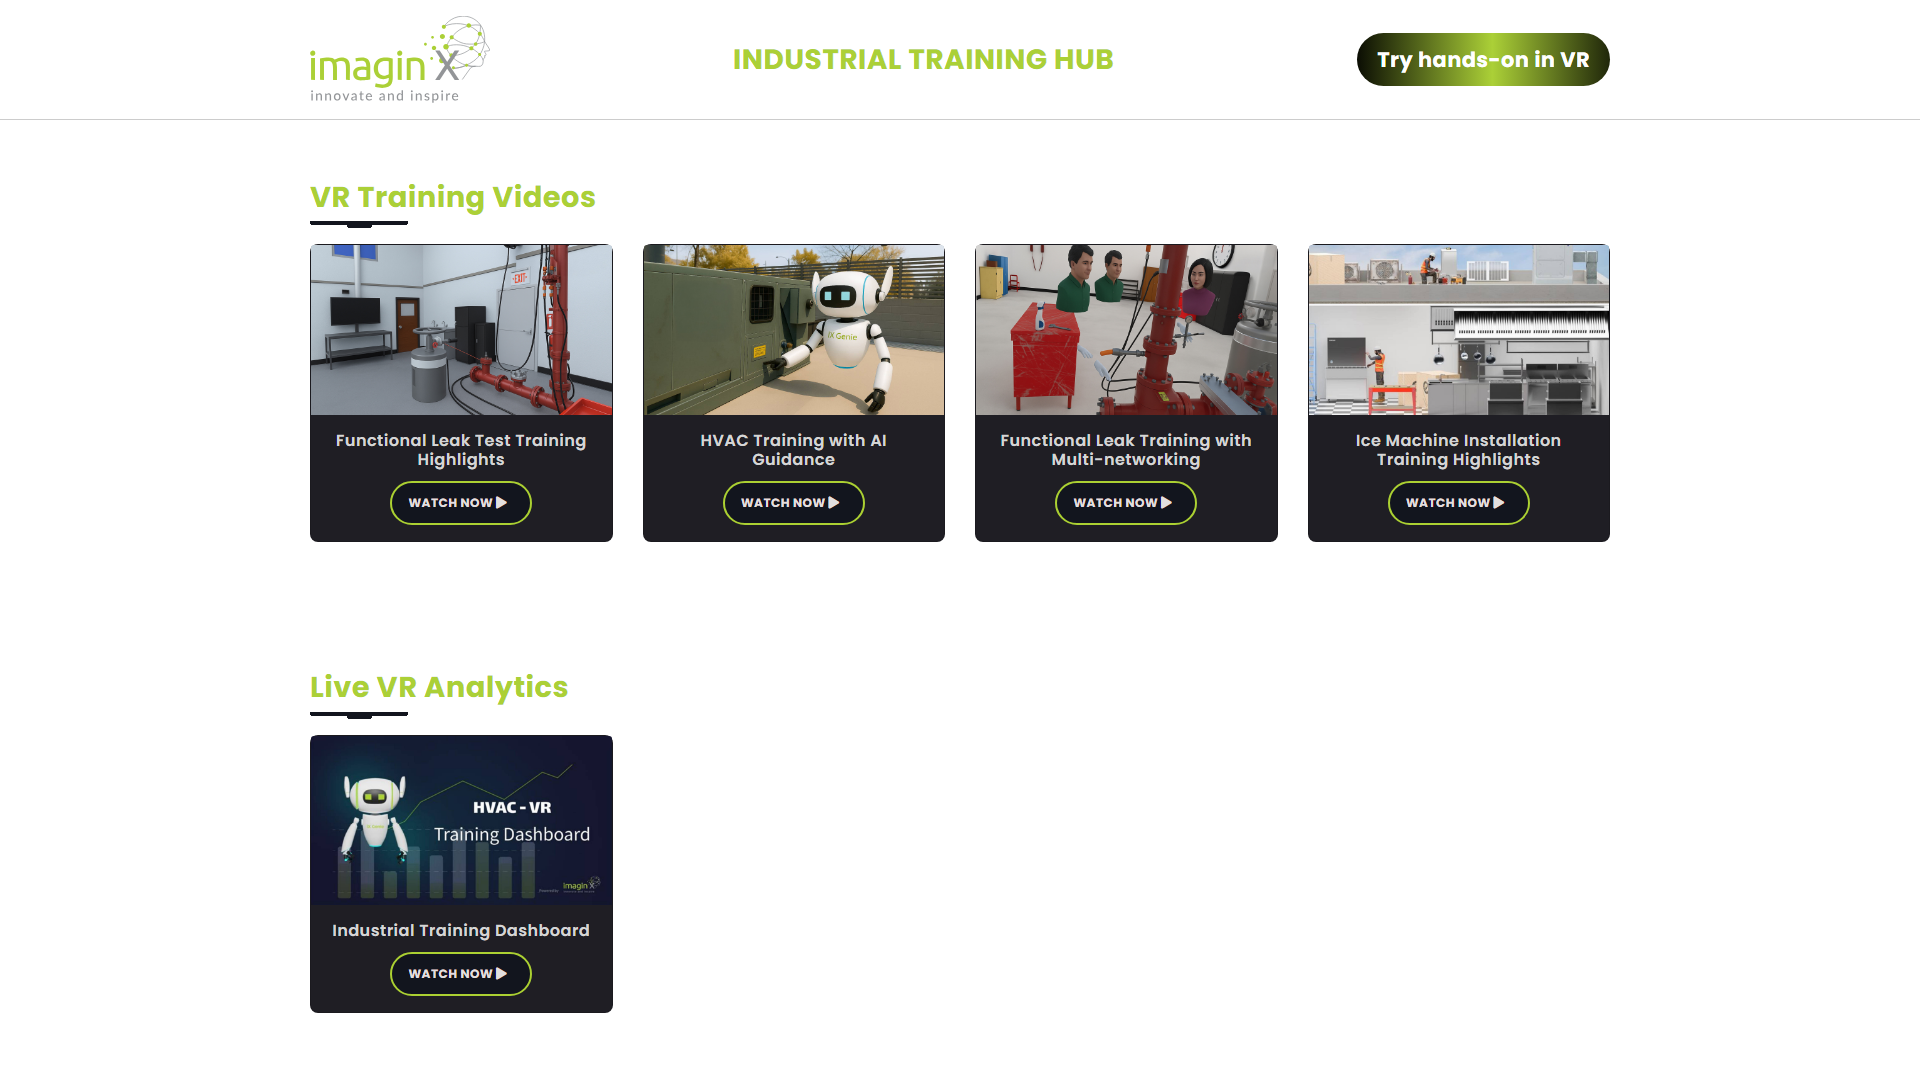 imagin X
innovate and inspire
INDUSTRIAL TRAINING HUB
Try hands-on in VR
VR Training Videos
EXIT
IX Genie
Functional Leak Test Training
Highlights
WATCH NOW
HVAC Training with AI
Guidance
WATCH NOW
Functional Leak Training with
Multi-networking
WATCH NOW
Ice Machine Installation
Training Highlights
WATCH NOW
Live VR Analytics
HVAC - VR
Training Dashboard
imagin X
Industrial Training Dashboard
WATCH NOW